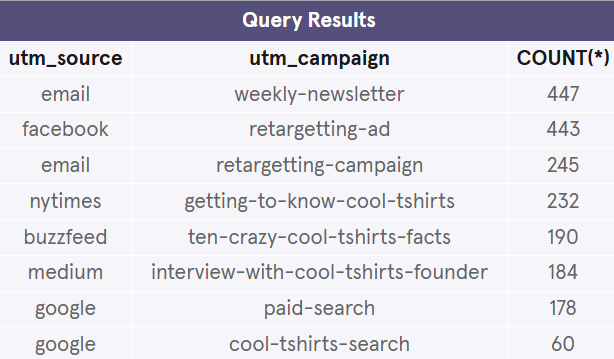 Query Results
utm_source utm_campaign COUNT(*)
email weekly-newsletter 447
facebook retargetting-ad 443
email retargetting-campaign 245
nytimes getting-to-know-cool-tshirts 232
buzzfeed ten-crazy-cool-tshirts-facts 190
medium interview-with-cool-tshirts-founder 184
google paid-search 178
google cool-tshirts-search 60